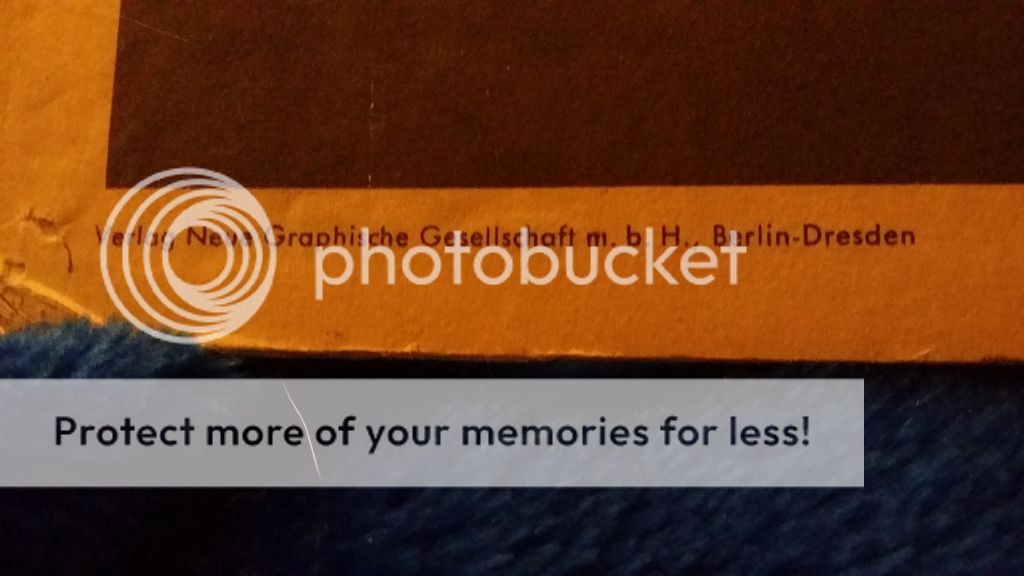 Verlag Neue Graphische Gesellschaft m. b. H., Berlin-Dresden
photobucket
Protect more of your memories for less!